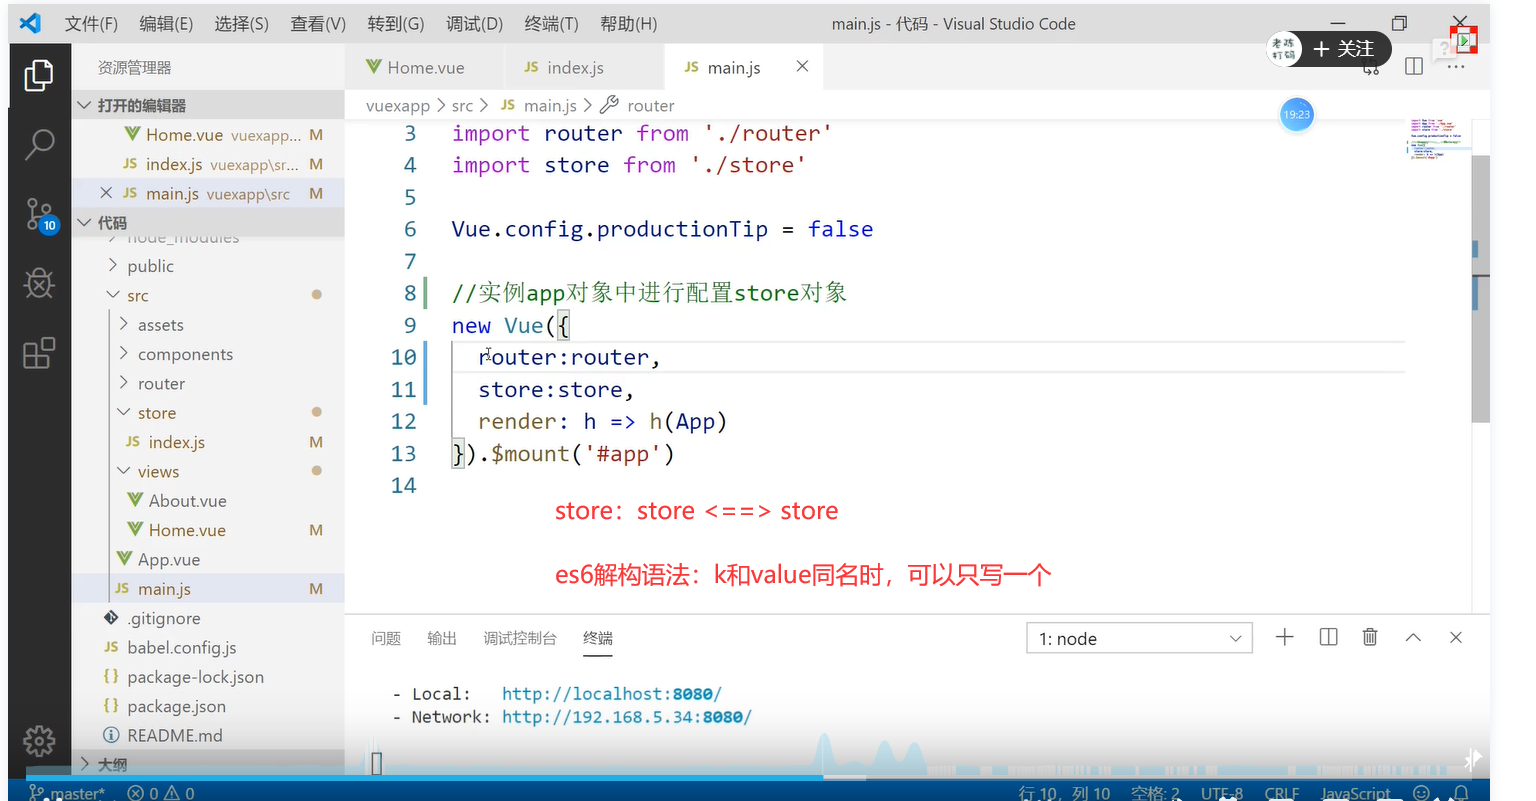 文件(F) 编辑(E) 选择(S) 查看(V) 转到(G) 调试(D) 终端(T) 帮助(H) main.js - 代码 - Visual Studio Code
老陈打码 + 关注
资源管理器
Home.vue JS index.js JS main.js
打开的编辑器
vuexapp > src > JS main.js > router
19:23
Home.vue vuexapp... M
JS index.js vuexapp\sr... M
JS main.js vuexapp\src M
10
代码
node_modules
public
src
assets
components
router
store
JS index.js M
views
About.vue
Home.vue M
App.vue
JS main.js M
.gitignore
JS babel.config.js
{} package-lock.json
{} package.json
README.md
大纲
3 import router from './router'
4 import store from './store'
5
6 Vue.config.productionTip = false
7
8 //实例app对象中进行配置store对象
9 new Vue({
10 router:router,
11 store:store,
12 render: h => h(App)
13 }).$mount('#app')
14
store：store <==> store
es6解构语法：k和value同名时，可以只写一个
问题 输出 调试控制台 终端 1: node
- Local: http://localhost:8080/
- Network: http://192.168.5.34:8080/
master* 0 0 行 10，列 10 空格: 2 UTF-8 CRLF JavaScript